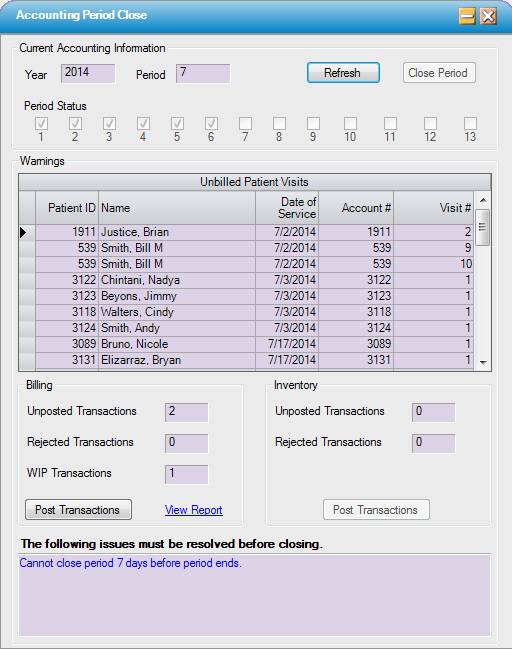 Accounting Period Close
Current Accounting Information
Year 2014 Period 7 Refresh Close Period
Period Status
1 2 3 4 5 6 7 8 9 10 11 12 13
Warnings
Unbilled Patient Visits
Patient ID Name Date of Service Account # Visit #
1911 Justice, Brian 7/2/2014 1911 2
539 Smith, Bill M 7/2/2014 539 9
539 Smith, Bill M 7/2/2014 539 10
3122 Chintani, Nadya 7/3/2014 3122 1
3123 Beyons, Jimmy 7/3/2014 3123 1
3118 Walters, Cindy 7/3/2014 3118 1
3124 Smith, Andy 7/3/2014 3124 1
3089 Bruno, Nicole 7/17/2014 3089 1
3131 Elizarraz, Bryan 7/17/2014 3131 1
Billing
Unposted Transactions 2
Rejected Transactions 0
WIP Transactions 1
Post Transactions View Report
Inventory
Unposted Transactions 0
Rejected Transactions 0
Post Transactions
The following issues must be resolved before closing.
Cannot close period 7 days before period ends.